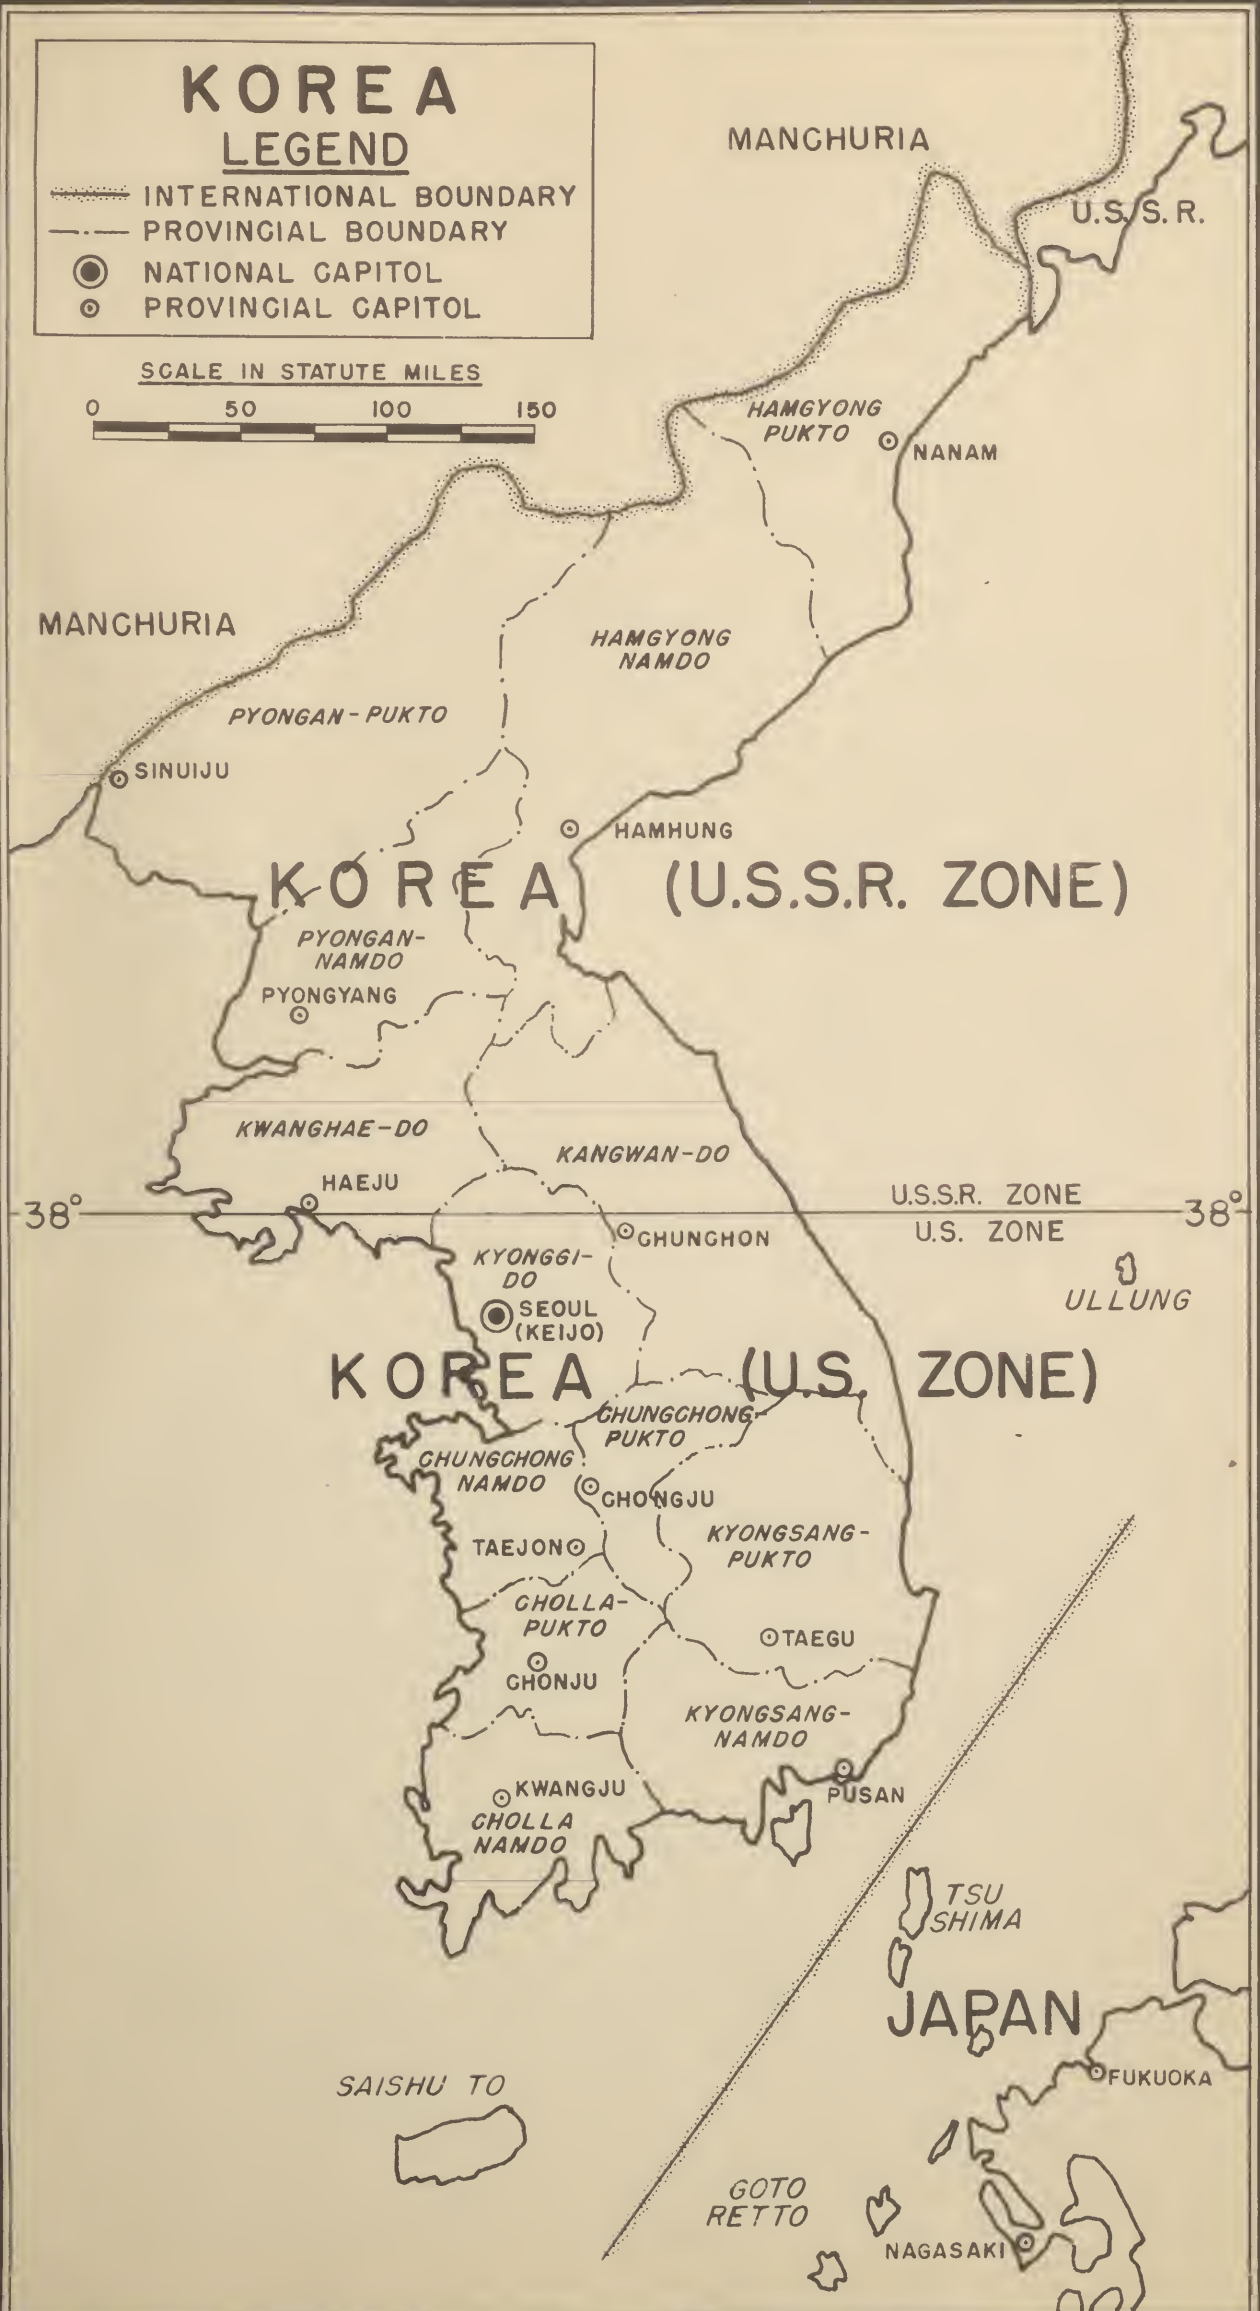 KOREA
LEGEND
INTERNATIONAL BOUNDARY
PROVINCIAL BOUNDARY
NATIONAL CAPITOL
PROVINCIAL CAPITOL
SCALE IN STATUTE MILES
0 50 100 150
MANCHURIA
U.S.S.R.
HAMGYONG
PUKTO
NANAM
MANCHURIA
HAMGYONG
NAMDO
PYONGAN-PUKTO
SINUIJU
HAMHUNG
KOREA (U.S.S.R. ZONE)
PYONGAN-
NAMDO
PYONGYANG
KWANGHAE-DO
KANGWAN-DO
HAEJU
U.S.S.R. ZONE
38° 38°
U.S. ZONE
CHUNCHON
KYONGGI-
DO
ULLUNG
SEOUL
(KEIJO)
KOREA (U.S. ZONE)
CHUNGCHONG-
PUKTO
CHUNGCHONG
NAMDO
CHONGJU
TAEJON
KYONGSANG-
PUKTO
CHOLLA-
PUKTO
TAEGU
CHONJU
KYONGSANG-
NAMDO
KWANGJU
PUSAN
CHOLLA
NAMDO
TSU
SHIMA
JAPAN
FUKUOKA
SAISHU TO
GOTO
RETTO
NAGASAKI